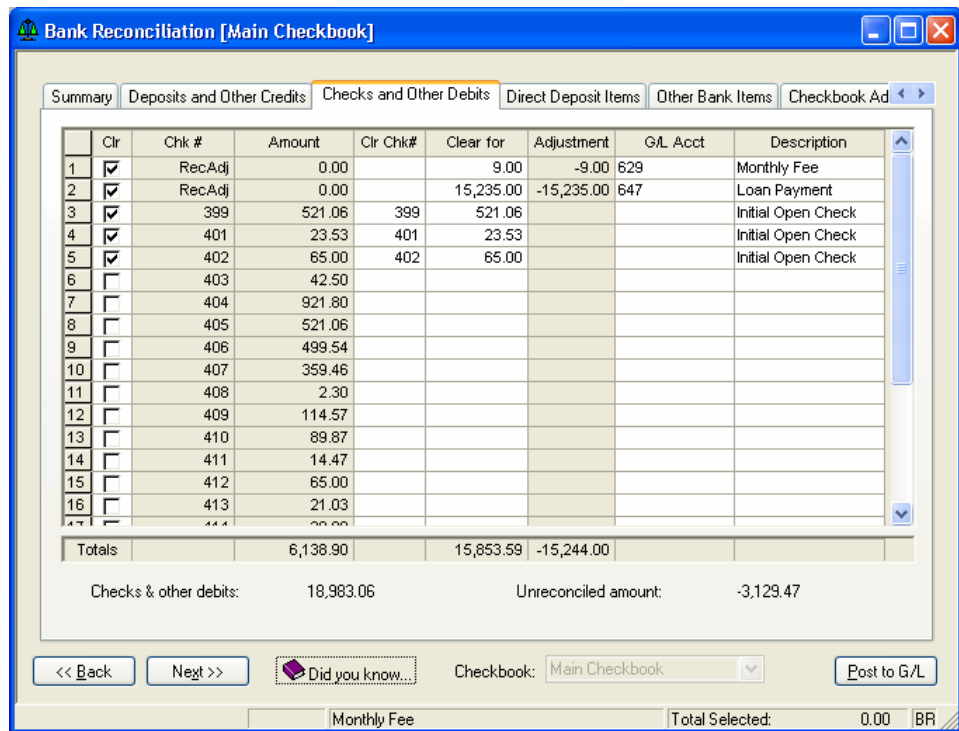 Bank Reconciliation [Main Checkbook]
Summary Deposits and Other Credits Checks and Other Debits Direct Deposit Items Other Bank Items Checkbook Ad
Clr Chk # Amount Clr Chk# Clear for Adjustment G/L Acct Description
1 RecAdj 0.00 9.00 -9.00 629 Monthly Fee
2 RecAdj 0.00 15,235.00 -15,235.00 647 Loan Payment
3 399 521.06 399 521.06 Initial Open Check
4 401 23.53 401 23.53 Initial Open Check
5 402 65.00 402 65.00 Initial Open Check
6 403 42.50
7 404 921.80
8 405 521.06
9 406 499.54
10 407 359.46
11 408 2.30
12 409 114.57
13 410 89.87
14 411 14.47
15 412 65.00
16 413 21.03
Totals 6,138.90 15,853.59 -15,244.00
Checks & other debits: 18,983.06 Unreconciled amount: -3,129.47
<< Back Next >> Did you know... Checkbook: Main Checkbook Post to G/L
Monthly Fee Total Selected: 0.00 BR